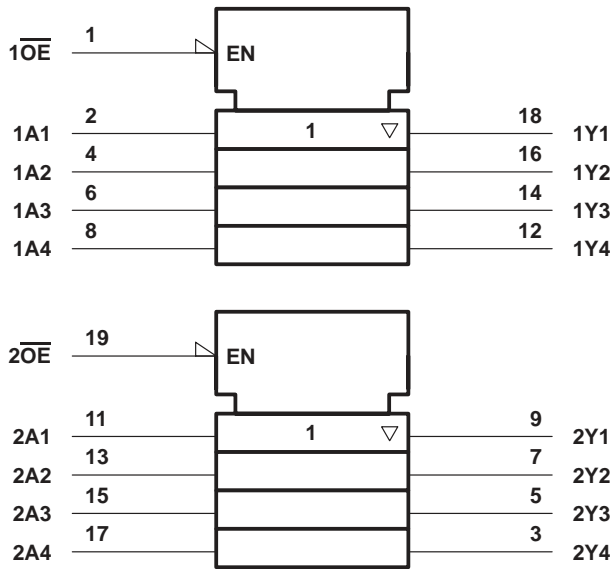 1O̅E̅ 1 EN
1A1 2 1 ▽ 18 1Y1
1A2 4 16 1Y2
1A3 6 14 1Y3
1A4 8 12 1Y4
2O̅E̅ 19 EN
2A1 11 1 ▽ 9 2Y1
2A2 13 7 2Y2
2A3 15 5 2Y3
2A4 17 3 2Y4